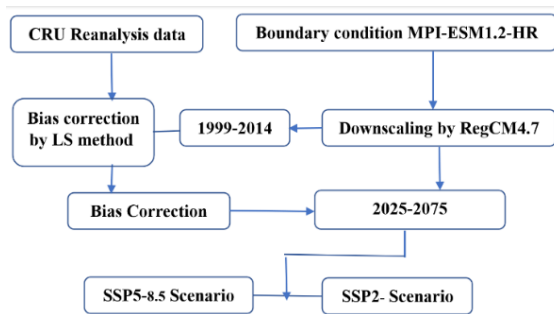 CRU Reanalysis data
Boundary condition MPI-ESM1.2-HR
Bias correction
by LS method
1999-2014
Downscaling by RegCM4.7
Bias Correction
2025-2075
SSP5-8.5 Scenario
SSP2- Scenario